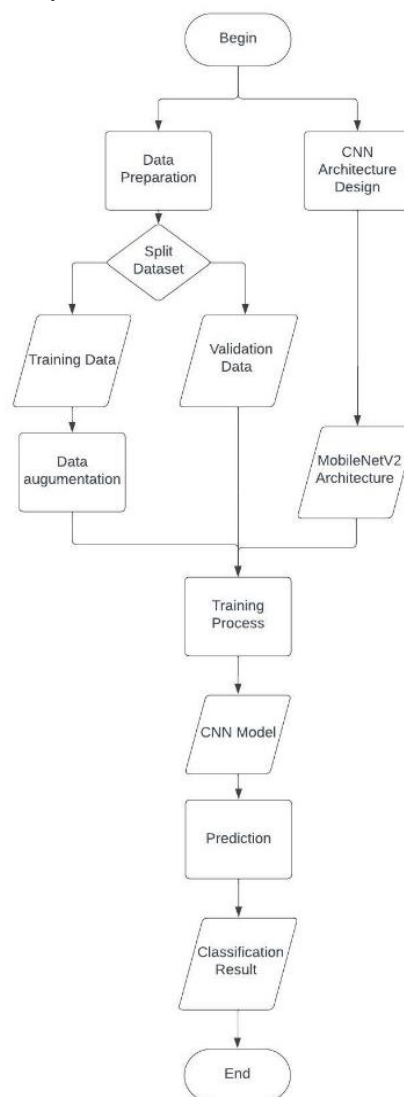 Begin
Data
Preparation
CNN
Architecture
Design
Split
Dataset
Training Data
Validation
Data
Data
augumentation
MobileNetV2
Architecture
Training
Process
CNN Model
Prediction
Classification
Result
End